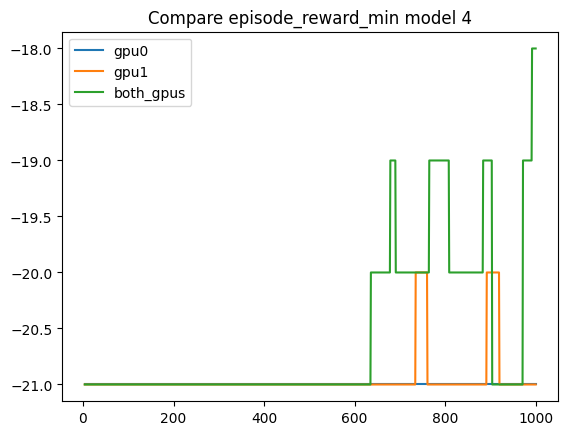 Compare episode_reward_min model 4
gpu0
gpu1
both_gpus
−18.0
−18.5
−19.0
−19.5
−20.0
−20.5
−21.0
0 200 400 600 800 1000